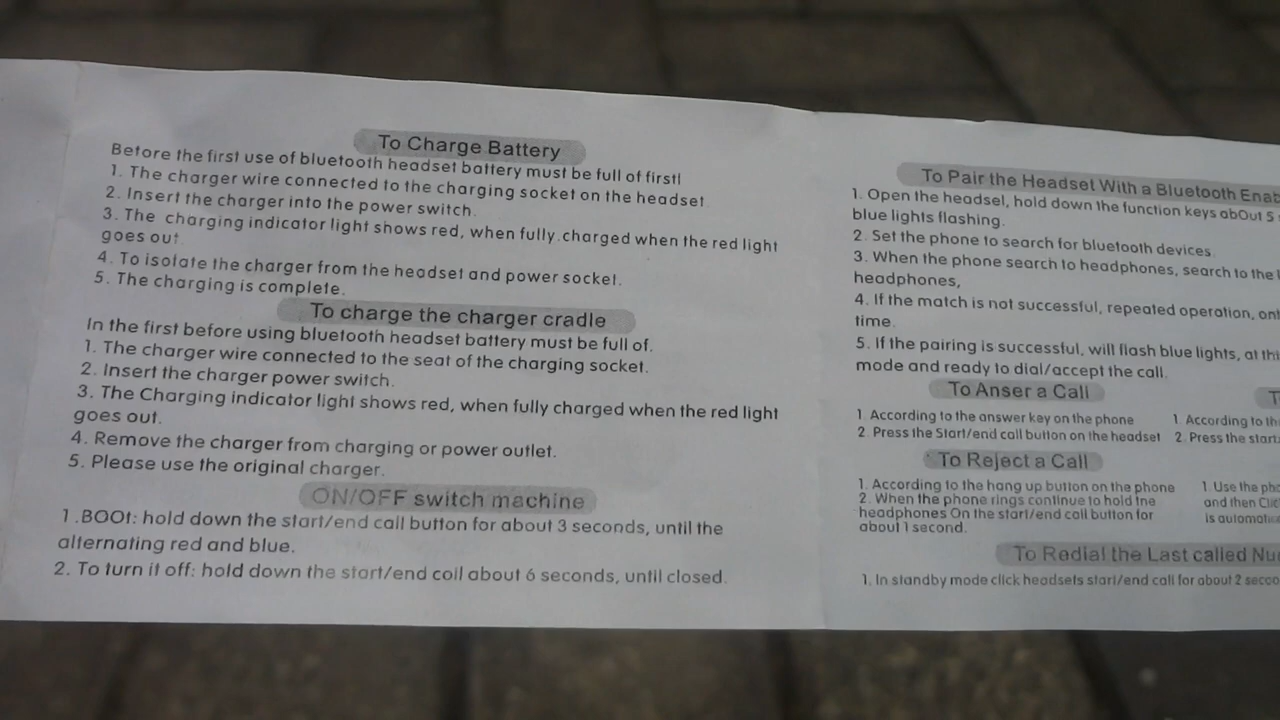 To Charge Battery
Before the first use of bluetooth headset battery must be full of first!
1. The charger wire connected to the charging socket on the headset
2. Insert the charger into the power switch.
3. The charging indicator light shows red, when fully.charged when the red light
goes out.
4. To isolate the charger from the headset and power socket.
5. The charging is complete.
To charge the charger cradle
In the first before using bluetooth headset battery must be full of.
1. The charger wire connected to the seat of the charging socket.
2. Insert the charger power switch.
3. The Charging indicator light shows red, when fully charged when the red light
goes out.
4. Remove the charger from charging or power outlet.
5. Please use the original charger.
ON/OFF switch machine
1.BOOt: hold down the start/end call button for about 3 seconds, until the
alternating red and blue.
2. To turn it off: hold down the start/end coil about 6 seconds, until closed.
To Pair the Headset With a Bluetooth Enab
1. Open the headsel, hold down the function keys abOut 5
blue lights flashing.
2. Set the phone to search for bluetooth devices
3. When the phone search to headphones, search to the
headphones,
4. If the match is not successful, repeated operation,
time.
5. If the pairing is successful, will flash blue lights, at
mode and ready to dial/accept the call.
To Anser a Call
1. According to the answer key on the phone
2. Press the Start/end call button on the headset
1 According to
2. Press the start
To Reject a Call
1. According to the hang up button on the phone
2. When the phone rings continue to hold the
headphones On the start/end call button for
about 1 second.
1. Use the
and then
is
To Redial the Last called
1. In standby mode click headsets start/end call for about 2